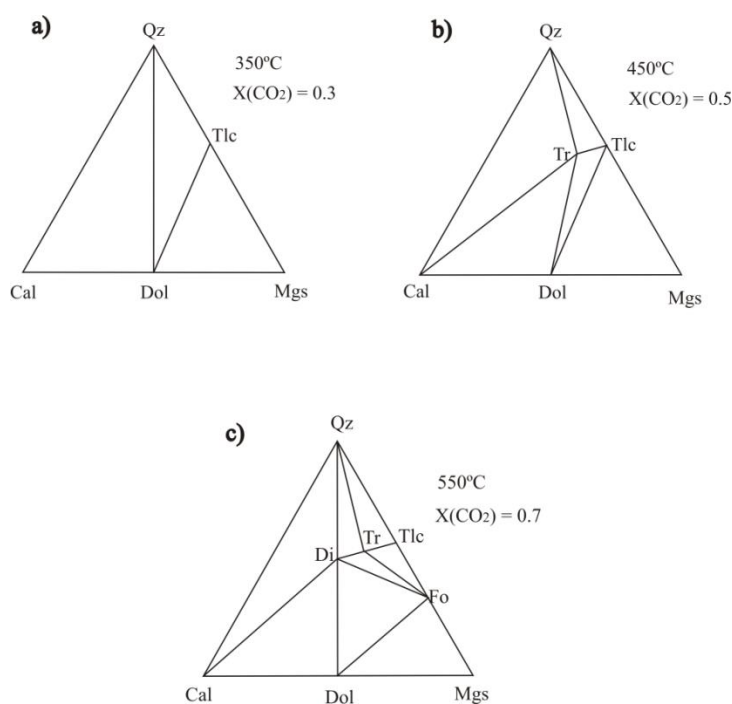 a)
Qz
350ºC
X(CO2) = 0.3
Tlc
Cal
Dol
Mgs
b)
Qz
450ºC
X(CO2) = 0.5
Tr
Tlc
Cal
Dol
Mgs
c)
Qz
550ºC
X(CO2) = 0.7
Tr
Tlc
Di
Fo
Cal
Dol
Mgs